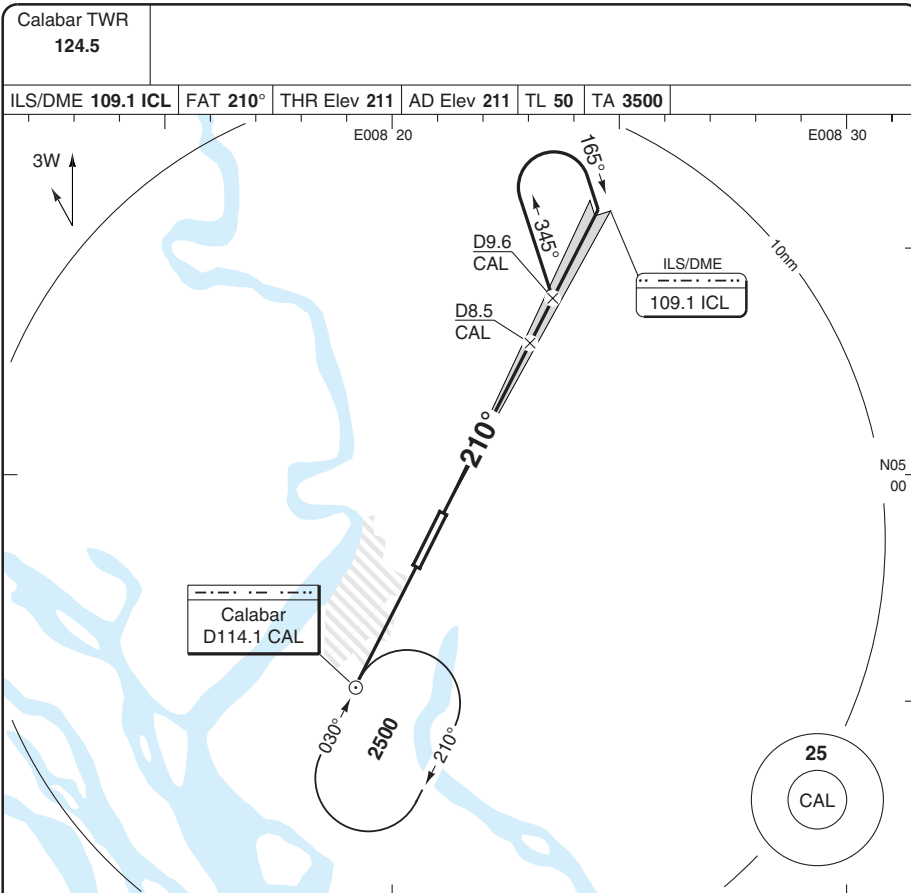 Calabar TWR
124.5
ILS/DME 109.1 ICL FAT 210° THR Elev 211 AD Elev 211 TL 50 TA 3500
E008 20
E008 30
3W
165°
345°
10nm
D9.6
CAL
ILS/DME
109.1 ICL
D8.5
CAL
210°
N05
00
Calabar
D114.1 CAL
030°
2500
210°
25
CAL